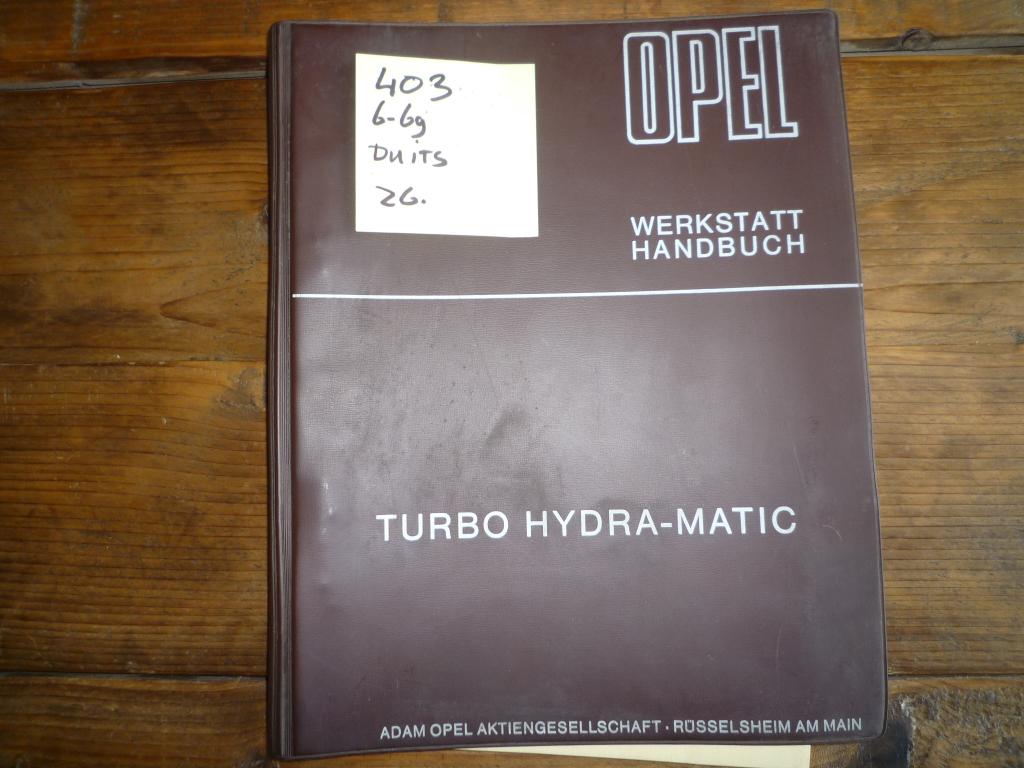 OPEL
403
6-69
DUITS
26.
WERKSTATT
HANDBUCH
TURBO HYDRA-MATIC
ADAM OPEL AKTIENGESELLSCHAFT · RÜSSELSHEIM AM MAIN